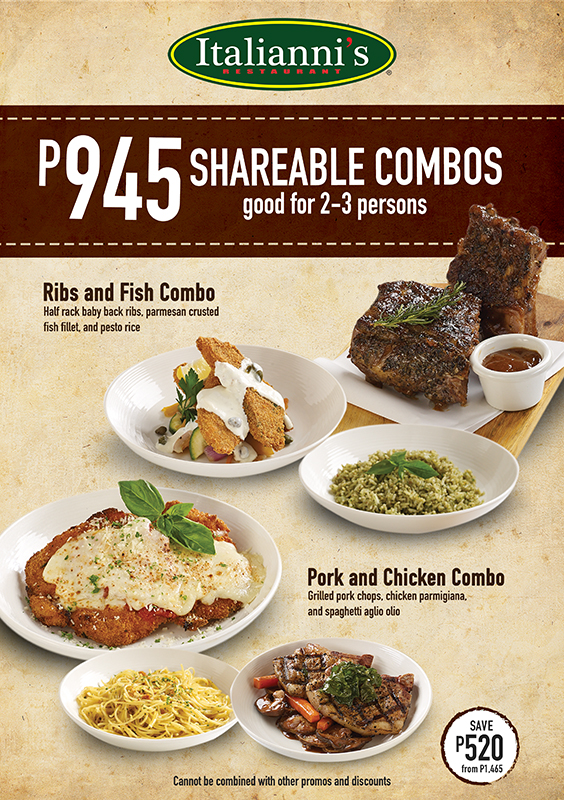 Italianni's
RESTAURANT
®
P945 SHAREABLE COMBOS
good for 2-3 persons
Ribs and Fish Combo
Half rack baby back ribs, parmesan crusted
fish fillet, and pesto rice
Pork and Chicken Combo
Grilled pork chops, chicken parmigiana,
and spaghetti aglio olio
SAVE
P520
from P1,465
Cannot be combined with other promos and discounts